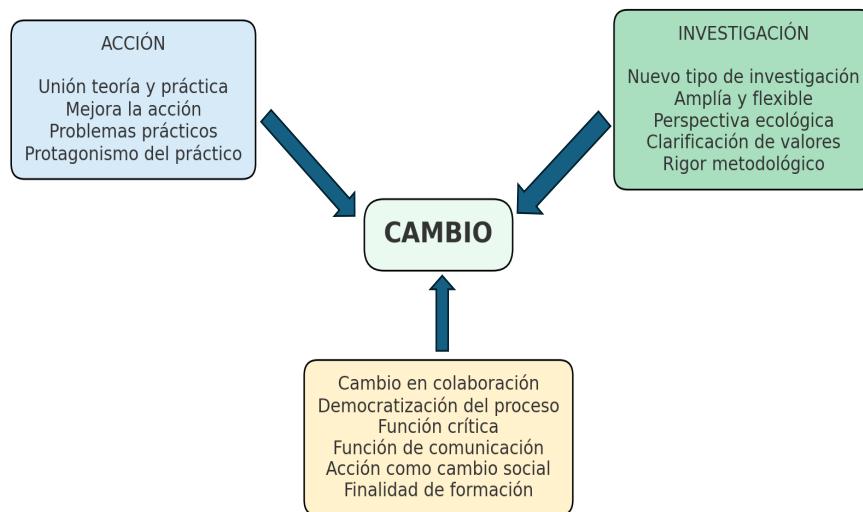 ACCIÓN
Unión teoría y práctica
Mejora la acción
Problemas prácticos
Protagonismo del práctico
INVESTIGACIÓN
Nuevo tipo de investigación
Amplía y flexible
Perspectiva ecológica
Clarificación de valores
Rigor metodológico
CAMBIO
Cambio en colaboración
Democratización del proceso
Función crítica
Función de comunicación
Acción como cambio social
Finalidad de formación